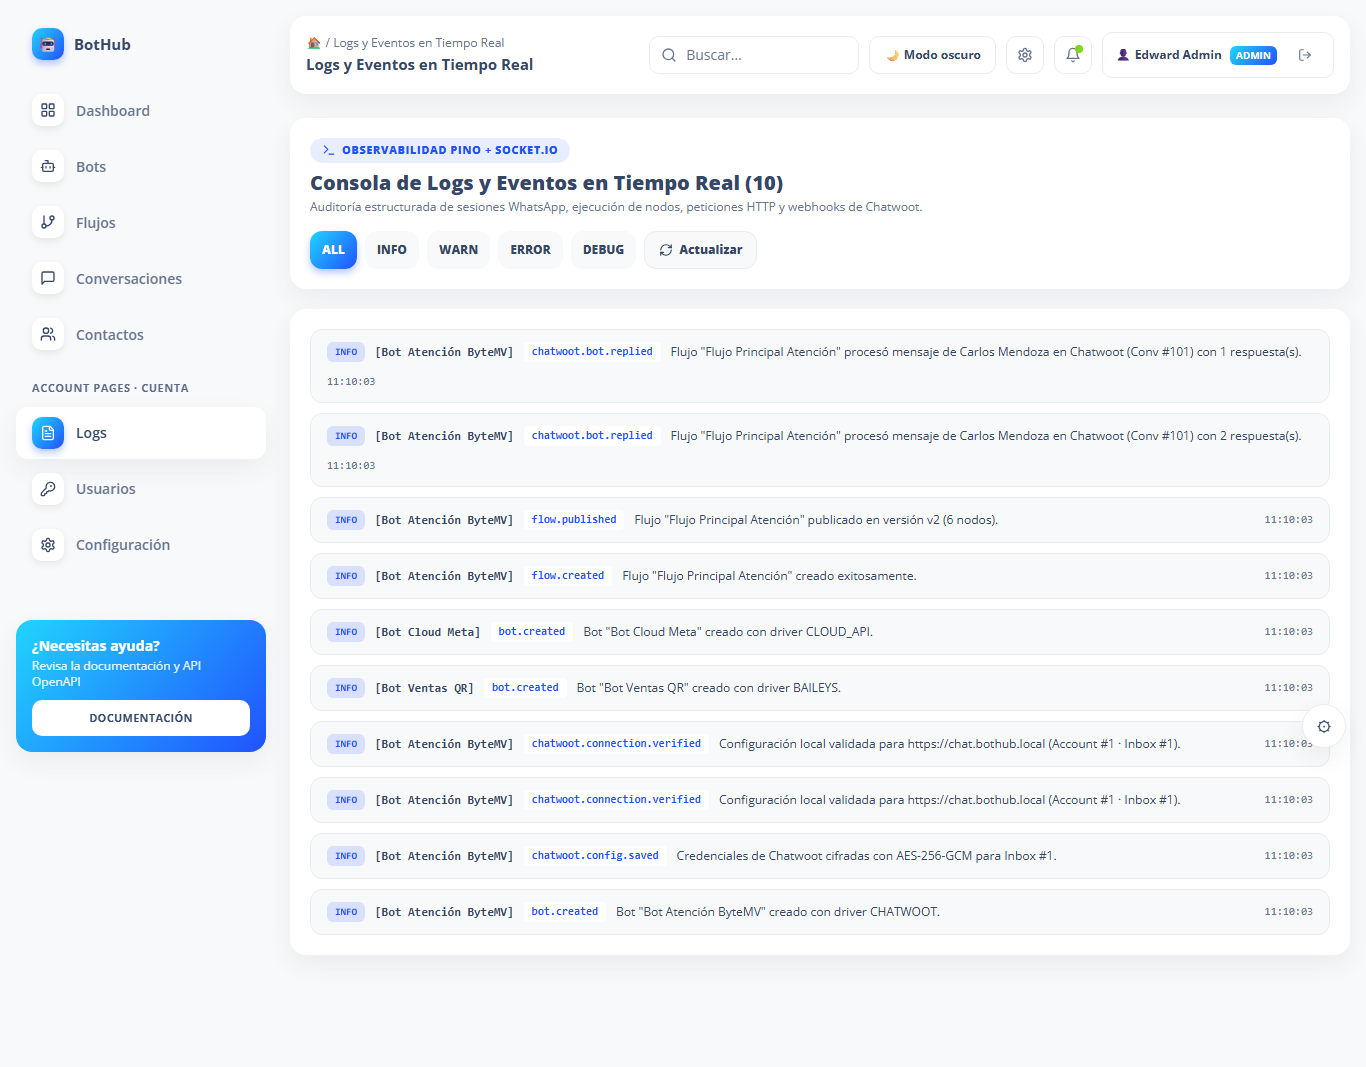 BotHub
Dashboard
Bots
Flujos
Conversaciones
Contactos
ACCOUNT PAGES · CUENTA
Logs
Usuarios
Configuración
¿Necesitas ayuda?
Revisa la documentación y API
OpenAPI
DOCUMENTACIÓN
/ Logs y Eventos en Tiempo Real
Logs y Eventos en Tiempo Real
Buscar...
Modo oscuro
Edward Admin ADMIN
OBSERVABILIDAD PINO + SOCKET.IO
Consola de Logs y Eventos en Tiempo Real (10)
Auditoría estructurada de sesiones WhatsApp, ejecución de nodos, peticiones HTTP y webhooks de Chatwoot.
ALL INFO WARN ERROR DEBUG Actualizar
INFO [Bot Atención ByteMV] chatwoot.bot.replied Flujo "Flujo Principal Atención" procesó mensaje de Carlos Mendoza en Chatwoot (Conv #101) con 1 respuesta(s).
11:10:03
INFO [Bot Atención ByteMV] chatwoot.bot.replied Flujo "Flujo Principal Atención" procesó mensaje de Carlos Mendoza en Chatwoot (Conv #101) con 2 respuesta(s).
11:10:03
INFO [Bot Atención ByteMV] flow.published Flujo "Flujo Principal Atención" publicado en versión v2 (6 nodos). 11:10:03
INFO [Bot Atención ByteMV] flow.created Flujo "Flujo Principal Atención" creado exitosamente. 11:10:03
INFO [Bot Cloud Meta] bot.created Bot "Bot Cloud Meta" creado con driver CLOUD_API. 11:10:03
INFO [Bot Ventas QR] bot.created Bot "Bot Ventas QR" creado con driver BAILEYS. 11:10:03
INFO [Bot Atención ByteMV] chatwoot.connection.verified Configuración local validada para https://chat.bothub.local (Account #1 · Inbox #1). 11:10:03
INFO [Bot Atención ByteMV] chatwoot.connection.verified Configuración local validada para https://chat.bothub.local (Account #1 · Inbox #1). 11:10:03
INFO [Bot Atención ByteMV] chatwoot.config.saved Credenciales de Chatwoot cifradas con AES-256-GCM para Inbox #1. 11:10:03
INFO [Bot Atención ByteMV] bot.created Bot "Bot Atención ByteMV" creado con driver CHATWOOT. 11:10:03